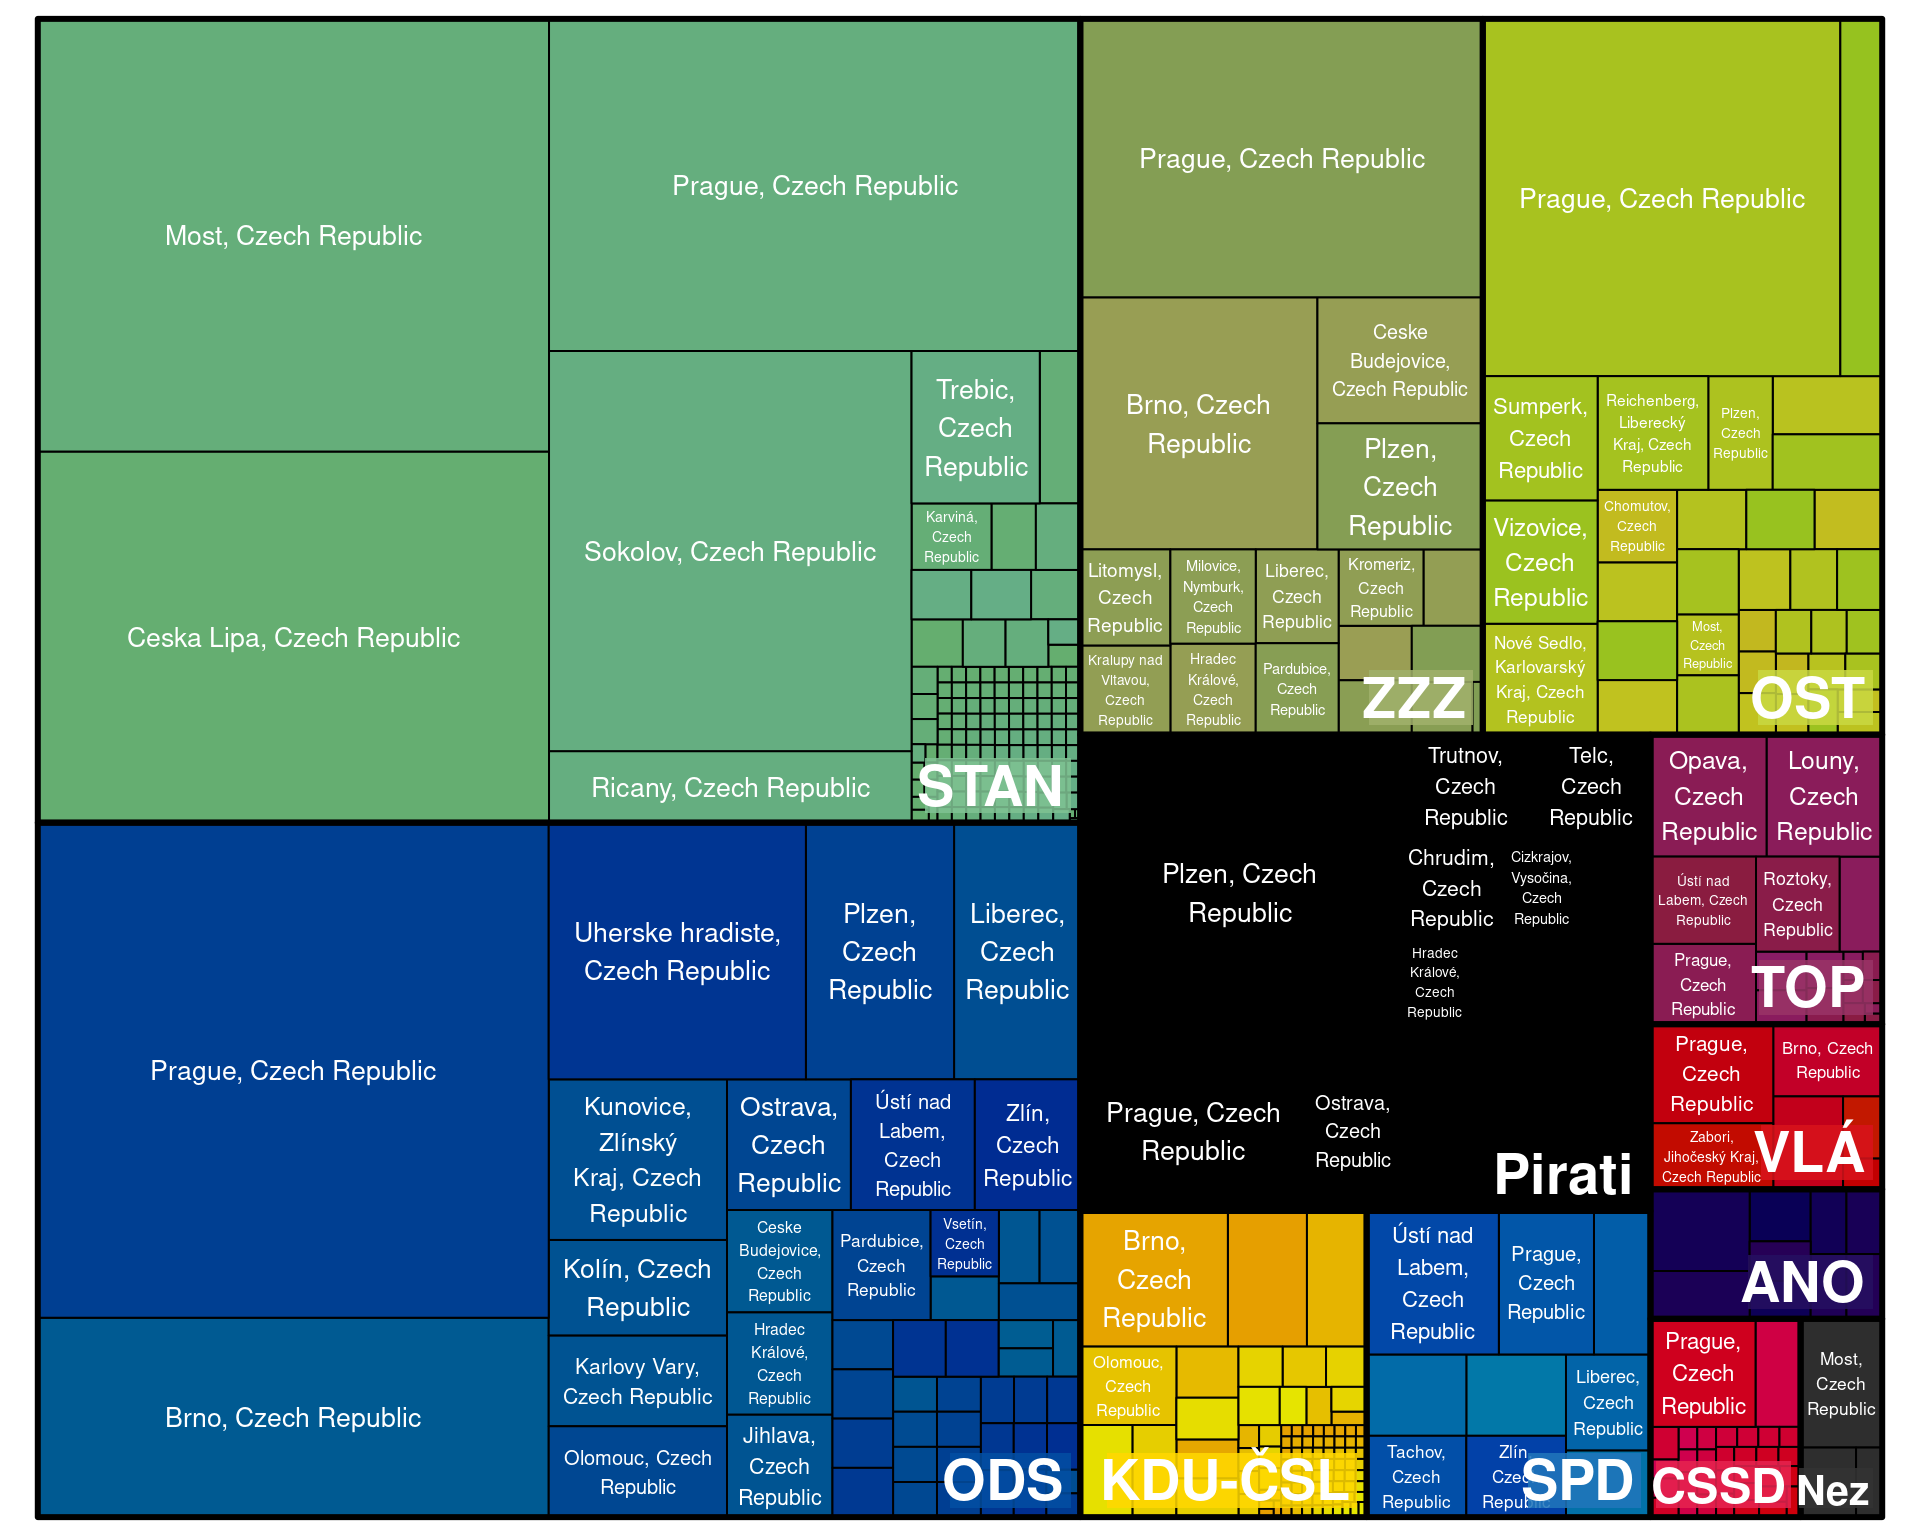 Most, Czech Republic
Ceska Lipa, Czech Republic
Prague, Czech Republic
Sokolov, Czech Republic
Ricany, Czech Republic
Trebic,
Czech
Republic
Karviná,
Czech
Republic
STAN
Prague, Czech Republic
Brno, Czech
Republic
Ceske
Budejovice,
Czech Republic
Plzen,
Czech
Republic
Litomysl,
Czech
Republic
Milovice,
Nymburk,
Czech
Republic
Liberec,
Czech
Republic
Kromeriz,
Czech
Republic
Kralupy nad
Vltavou,
Czech
Republic
Hradec
Králové,
Czech
Republic
Pardubice,
Czech
Republic
ZZZ
Prague, Czech Republic
Sumperk,
Czech
Republic
Reichenberg,
Liberecký
Kraj, Czech
Republic
Plzen,
Czech
Republic
Vizovice,
Czech
Republic
Chomutov,
Czech
Republic
Nové Sedlo,
Karlovarský
Kraj, Czech
Republic
Most,
Czech
Republic
OST
Prague, Czech Republic
Brno, Czech Republic
Uherske hradiste,
Czech Republic
Plzen,
Czech
Republic
Liberec,
Czech
Republic
Kunovice,
Zlínský
Kraj, Czech
Republic
Ostrava,
Czech
Republic
Ústí nad
Labem,
Czech
Republic
Zlín,
Czech
Republic
Kolín, Czech
Republic
Karlovy Vary,
Czech Republic
Olomouc, Czech
Republic
Ceske
Budejovice,
Czech
Republic
Pardubice,
Czech
Republic
Vsetín,
Czech
Republic
Hradec
Králové,
Czech
Republic
Jihlava,
Czech
Republic
ODS
Plzen, Czech
Republic
Trutnov,
Czech
Republic
Telc,
Czech
Republic
Chrudim,
Czech
Republic
Cizkrajov,
Vysočina,
Czech
Republic
Hradec
Králové,
Czech
Republic
Prague, Czech
Republic
Ostrava,
Czech
Republic
Pirati
Opava,
Czech
Republic
Louny,
Czech
Republic
Ústí nad
Labem, Czech
Republic
Roztoky,
Czech
Republic
Prague,
Czech
Republic
TOP
Prague,
Czech
Republic
Brno, Czech
Republic
Zabori,
Jihočeský Kraj,
Czech Republic
VLÁ
ANO
Brno,
Czech
Republic
Olomouc,
Czech
Republic
KDU-ČSL
Ústí nad
Labem,
Czech
Republic
Prague,
Czech
Republic
Liberec,
Czech
Republic
Tachov,
Czech
Republic
Zlín
Czech
Republic
SPD
Prague,
Czech
Republic
CSSD
Most,
Czech
Republic
Nez